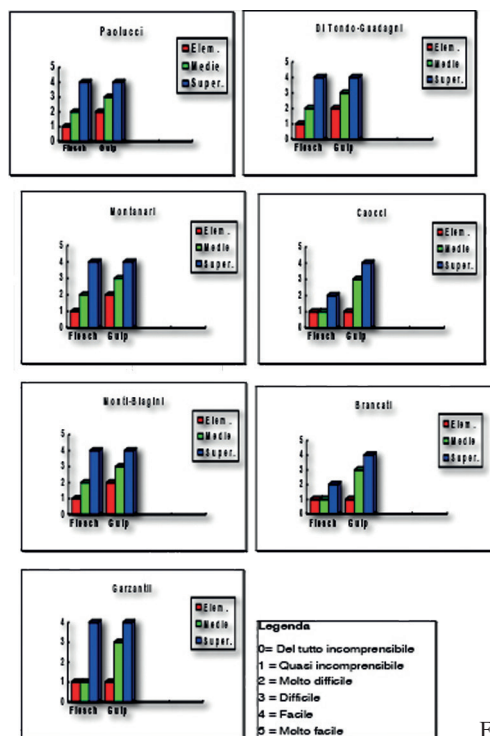 Paolucci
5
4
3
2
1
0
Flesch Gulp
Elem.
Medie
Super.
Di Tondo-Guadagni
5
4
3
2
1
0
Flesch Gulp
Elem.
Medie
Super.
Montanari
5
4
3
2
1
0
Flesch Gulp
Elem.
Medie
Super.
Caocci
5
4
3
2
1
0
Flesch Gulp
Elem.
Medie
Super.
Monti-Biagini
5
4
3
2
1
0
Flesch Gulp
Elem.
Medie
Super.
Brancati
5
4
3
2
1
0
Flesch Gulp
Elem.
Medie
Super.
Garzantii
4
3
2
1
0
Flesch Gulp
Elem.
Medie
Super.
Legenda
0= Del tutto incomprensibile
1 = Quasi incomprensibile
2 = Molto difficile
3 = Difficile
4 = Facile
5 = Molto facile